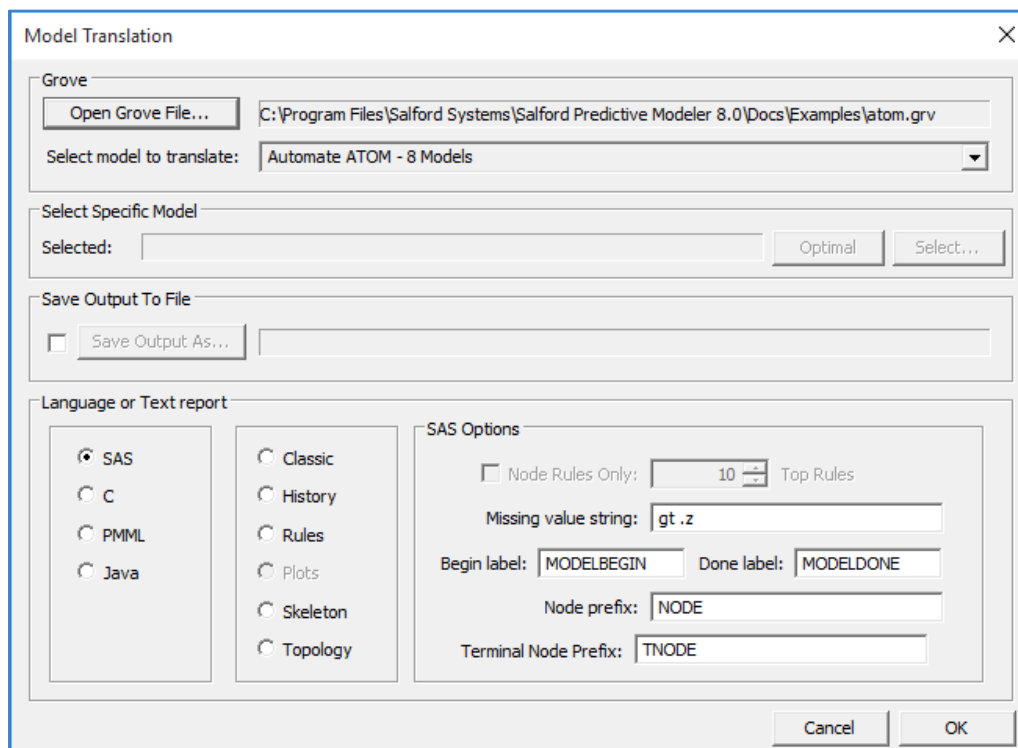 Model Translation
Grove
Open Grove File...
C:\Program Files\Salford Systems\Salford Predictive Modeler 8.0\Docs\Examples\atom.grv
Select model to translate:
Automate ATOM - 8 Models
Select Specific Model
Selected:
Optimal
Select...
Save Output To File
Save Output As...
Language or Text report
SAS
C
PMML
Java
Classic
History
Rules
Plots
Skeleton
Topology
SAS Options
Node Rules Only: 10 Top Rules
Missing value string: gt .z
Begin label: MODELBEGIN Done label: MODELDONE
Node prefix: NODE
Terminal Node Prefix: TNODE
Cancel
OK